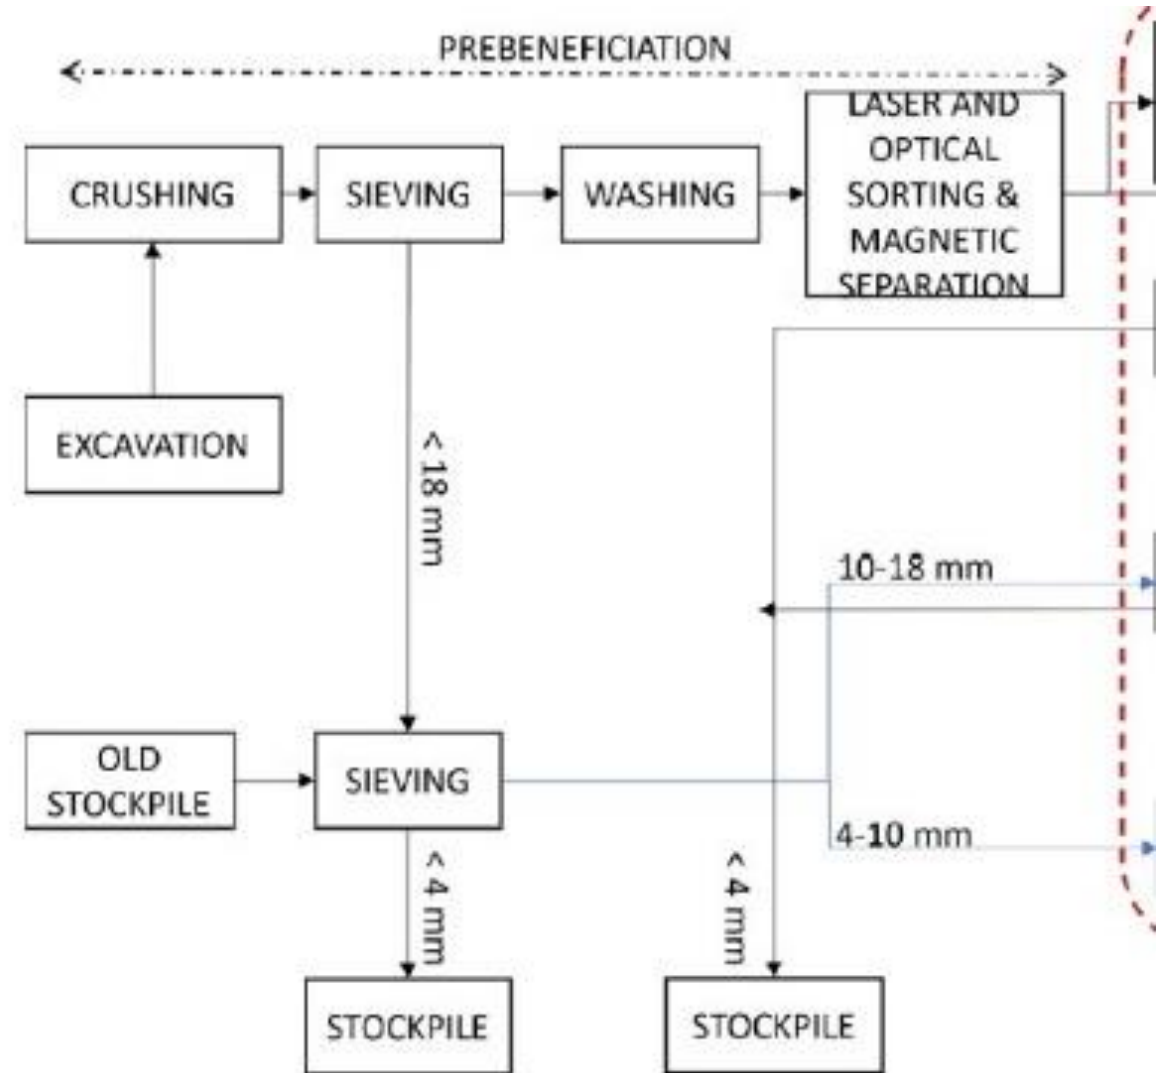 PREBENEFICIATION
CRUSHING
SIEVING
WASHING
LASER AND
OPTICAL
SORTING &
MAGNETIC
SEPARATION
EXCAVATION
< 18 mm
10-18 mm
OLD
STOCKPILE
SIEVING
4-10 mm
< 4 mm
< 4 mm
STOCKPILE
STOCKPILE